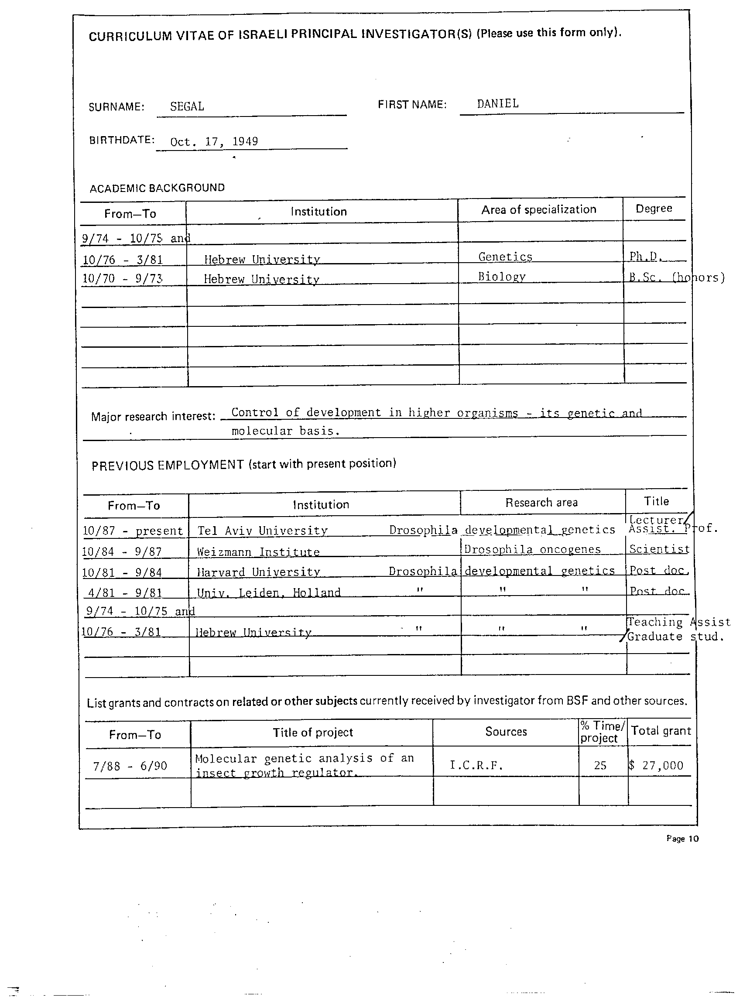 CURRICULUM VITAE OF ISRAELI PRINCIPAL INVESTIGATOR(S) (Please use this form only).
SURNAME: SEGAL FIRST NAME: DANIEL
BIRTHDATE: Oct. 17, 1949
ACADEMIC BACKGROUND
From—To Institution Area of specialization Degree
9/74 - 10/75 and
10/76 - 3/81 Hebrew University Genetics Ph.D.
10/70 - 9/73 Hebrew University Biology B.Sc. (honors)
Major research interest: Control of development in higher organisms - its genetic and
molecular basis.
PREVIOUS EMPLOYMENT (start with present position)
From—To Institution Research area Title
Lecturer/
10/87 - present Tel Aviv University Drosophila developmental genetics Assist. Prof.
10/84 - 9/87 Weizmann Institute Drosophila oncogenes Scientist
10/81 - 9/84 Harvard University Drosophila developmental genetics Post doc.
4/81 - 9/81 Univ. Leiden, Holland " " " Post doc.
9/74 - 10/75 and
Teaching Assist
10/76 - 3/81 Hebrew University " " " /Graduate stud.
List grants and contracts on related or other subjects currently received by investigator from BSF and other sources.
From—To Title of project Sources % Time/ project Total grant
7/88 - 6/90 Molecular genetic analysis of an I.C.R.F. 25 $ 27,000
insect growth regulator.
Page 10